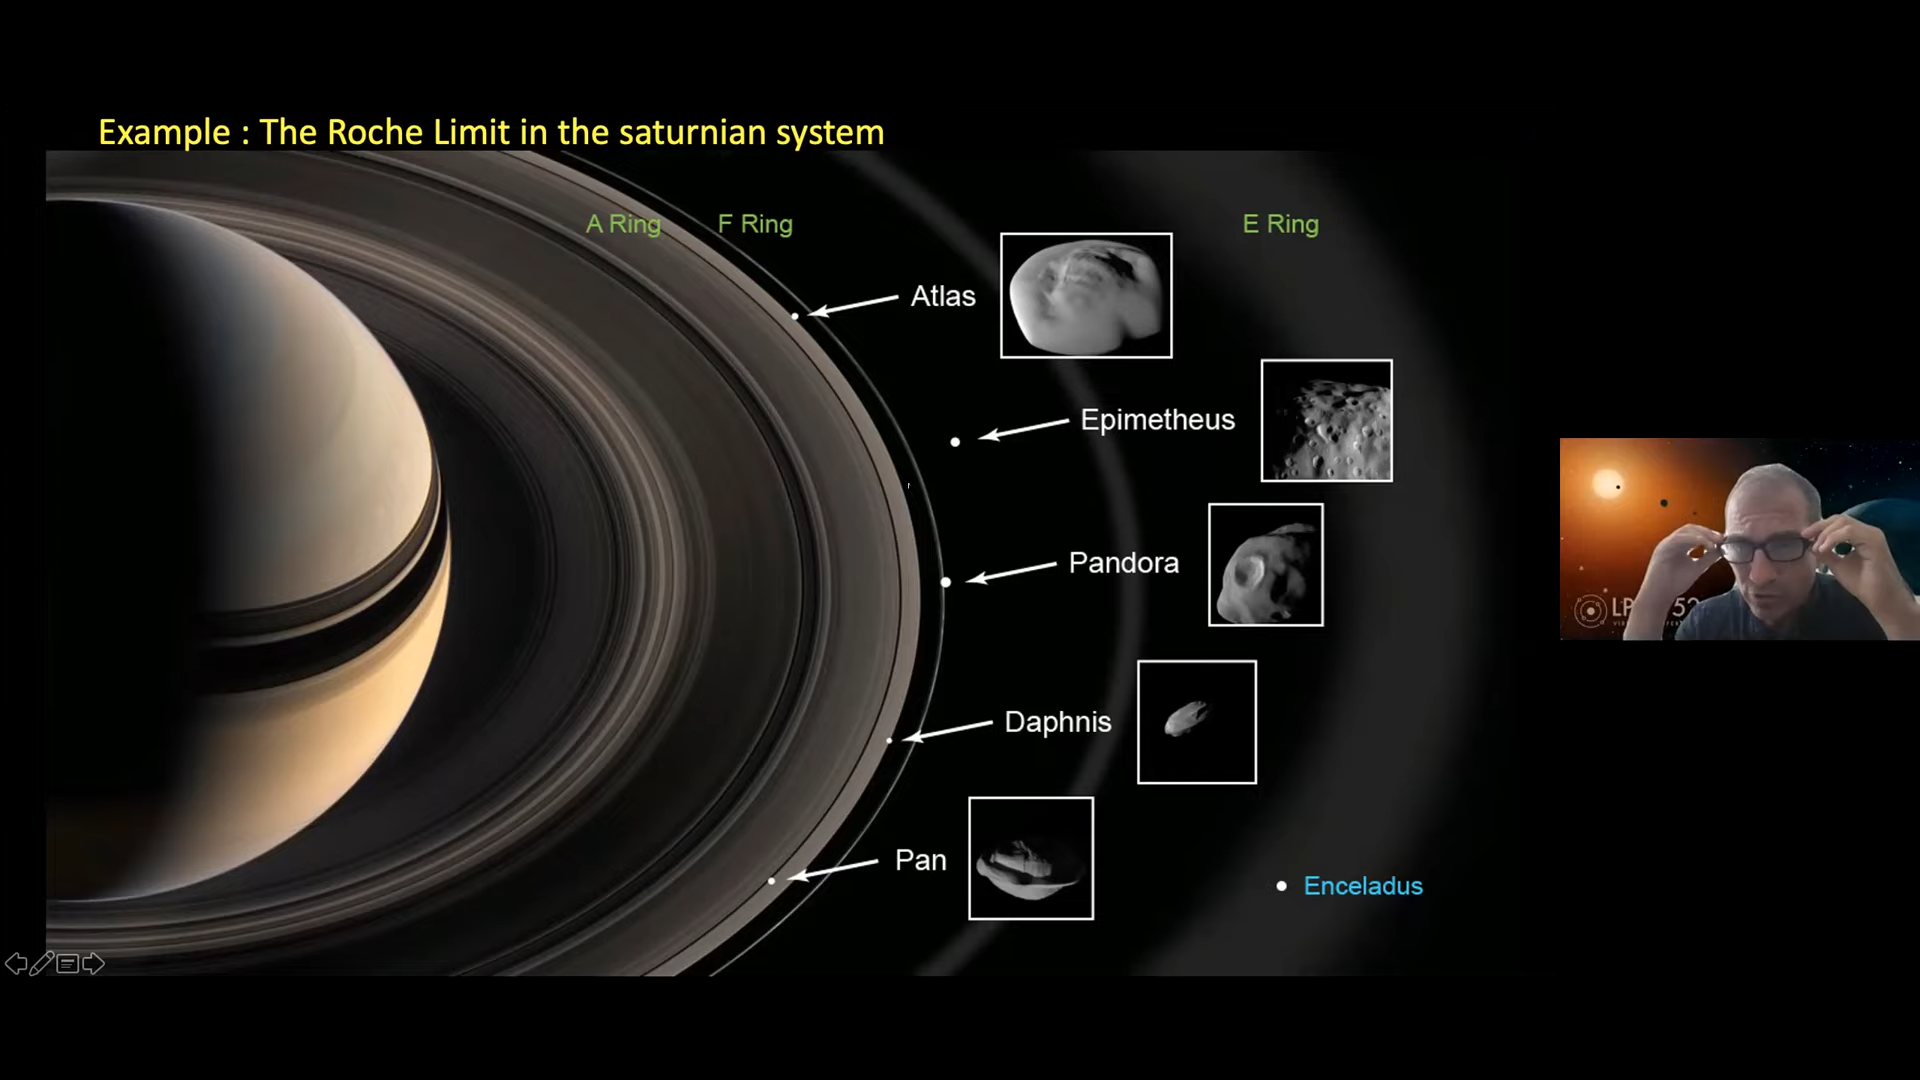 Example : The Roche Limit in the saturnian system
A Ring
F Ring
E Ring
Atlas
Epimetheus
Pandora
Daphnis
Pan
Enceladus